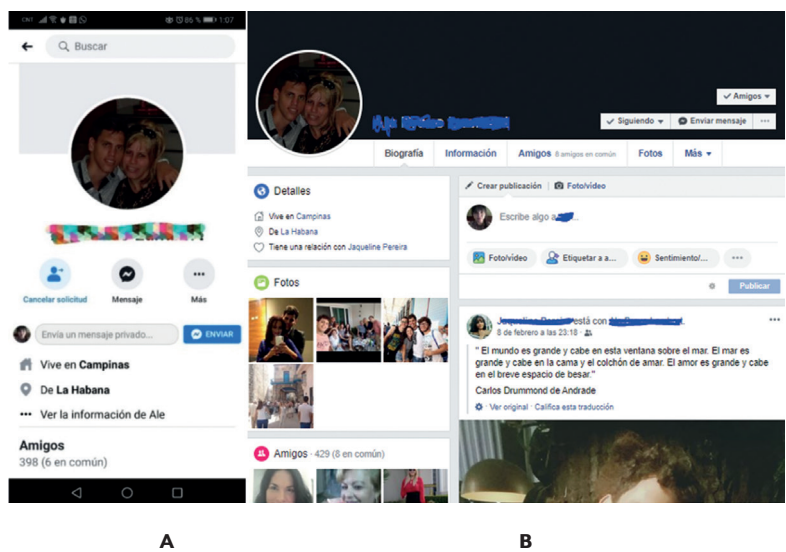 CNT
86 % 1:07
Buscar
Cancelar solicitud
Mensaje
Más
Envía un mensaje privado...
ENVIAR
Vive en Campinas
De La Habana
Ver la información de Ale
Amigos
398 (6 en común)
A
Amigos
Siguiendo
Enviar mensaje
Biografía
Información
Amigos 8 amigos en común
Fotos
Más
Detalles
Vive en Campinas
De La Habana
Tiene una relación con Jaqueline Pereira
Fotos
Amigos · 429 (8 en común)
Crear publicación
Foto/vídeo
Escribe algo a
Foto/vídeo
Etiquetar a a...
Sentimiento/...
Publicar
está con
8 de febrero a las 23:18 ·
" El mundo es grande y cabe en esta ventana sobre el mar. El mar es
grande y cabe en la cama y el colchón de amar. El amor es grande y cabe
en el breve espacio de besar."
Carlos Drummond de Andrade
· Ver original · Califica esta traducción
B